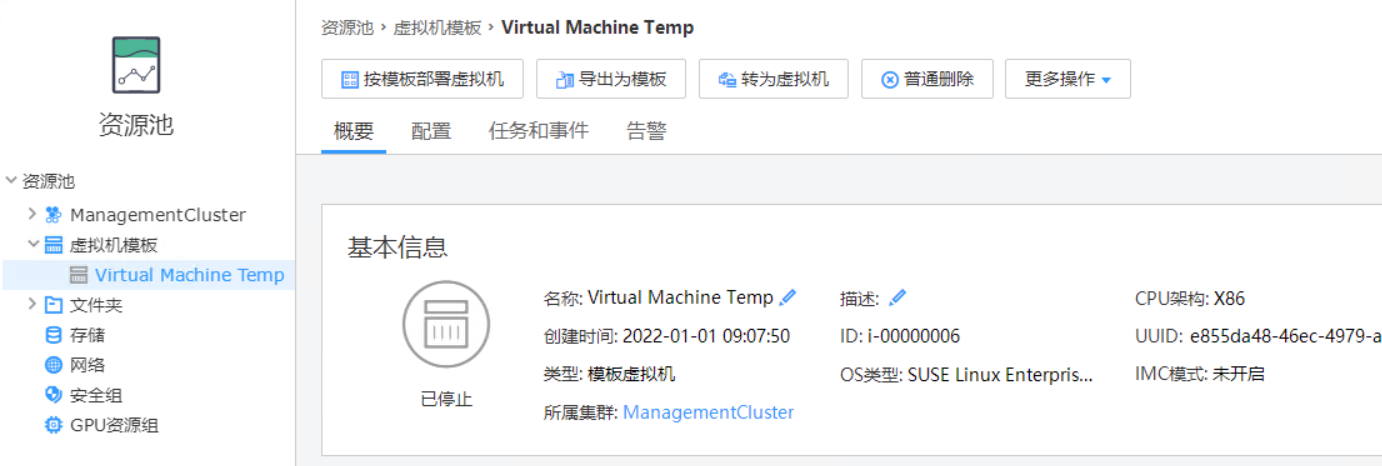 资源池
资源池
ManagementCluster
虚拟机模板
Virtual Machine Temp
文件夹
存储
网络
安全组
GPU资源组
资源池 › 虚拟机模板 › Virtual Machine Temp
按模板部署虚拟机 导出为模板 转为虚拟机 普通删除 更多操作
概要 配置 任务和事件 告警
基本信息
已停止
名称: Virtual Machine Temp 描述: CPU架构: X86
创建时间: 2022-01-01 09:07:50 ID: i-00000006 UUID: e855da48-46ec-4979-a
类型: 模板虚拟机 OS类型: SUSE Linux Enterpris... IMC模式: 未开启
所属集群: ManagementCluster